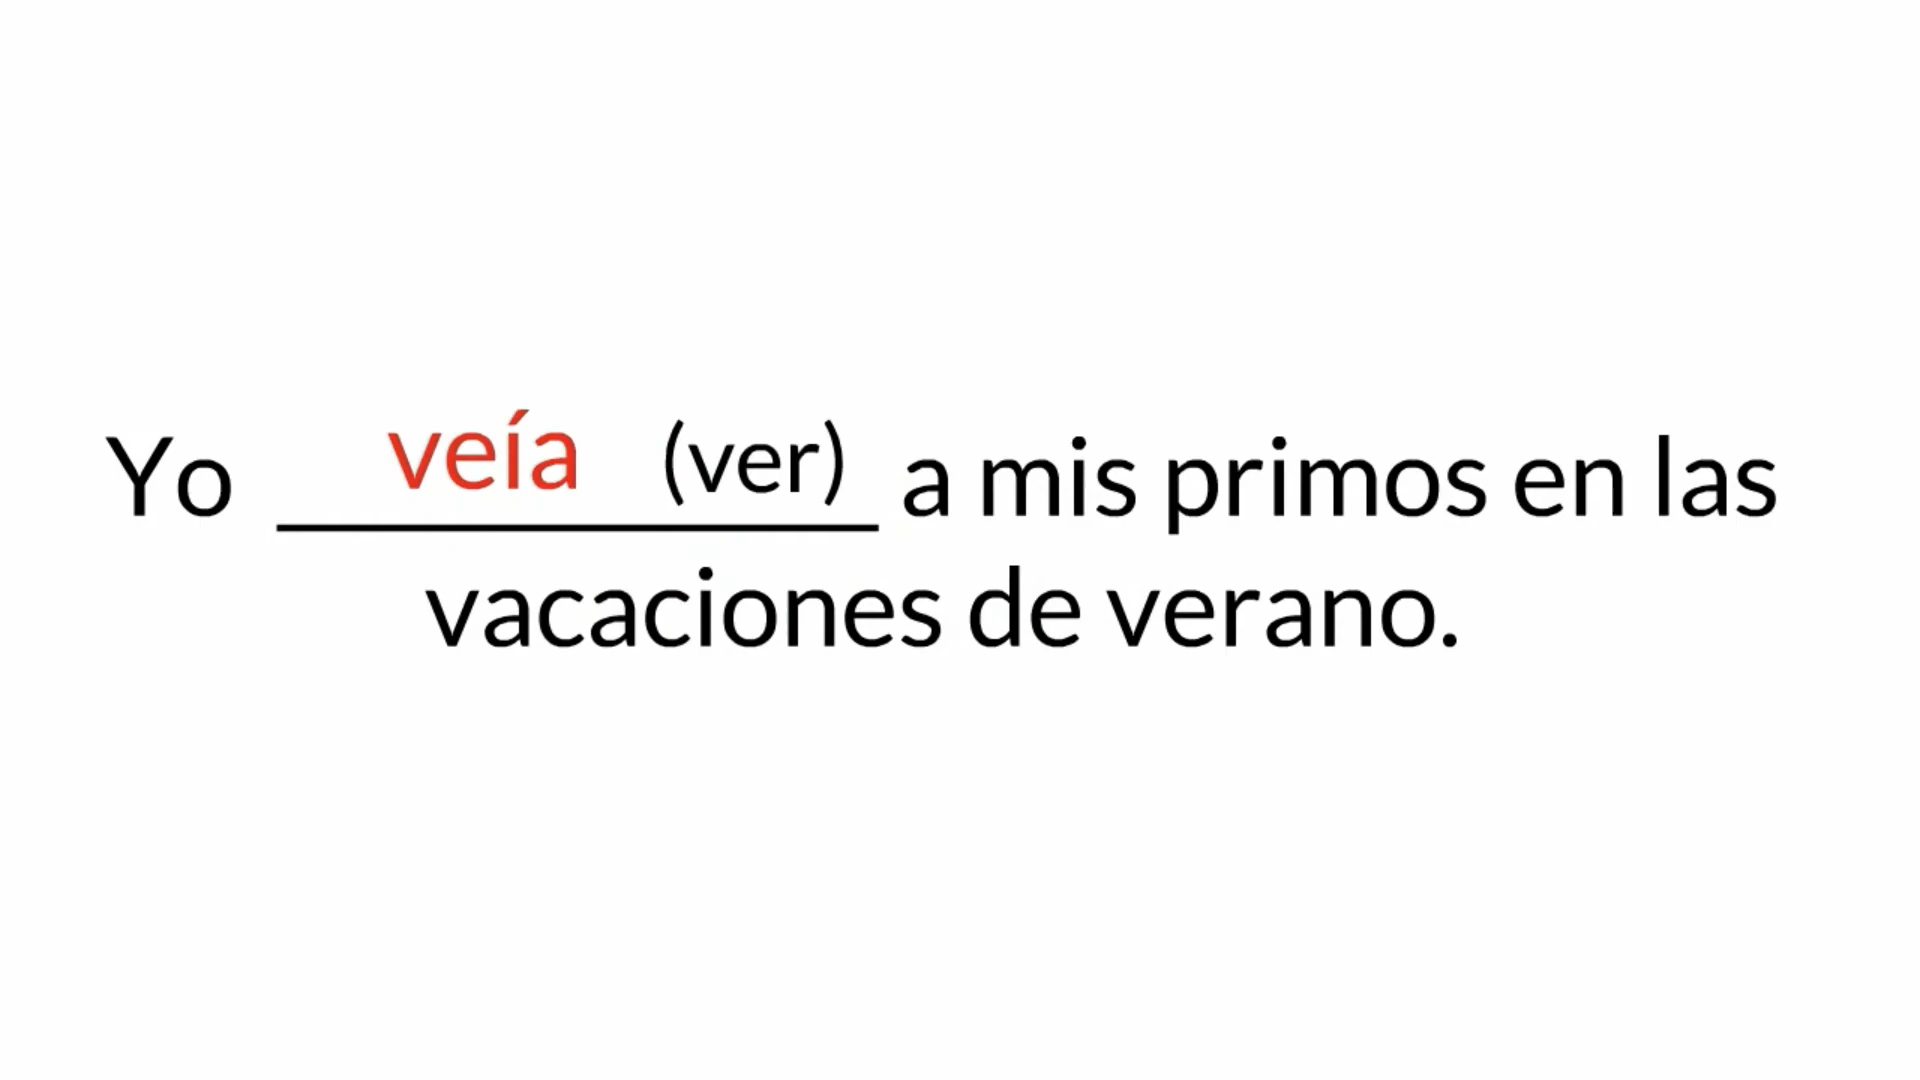 Yo veía (ver) a mis primos en las
vacaciones de verano.